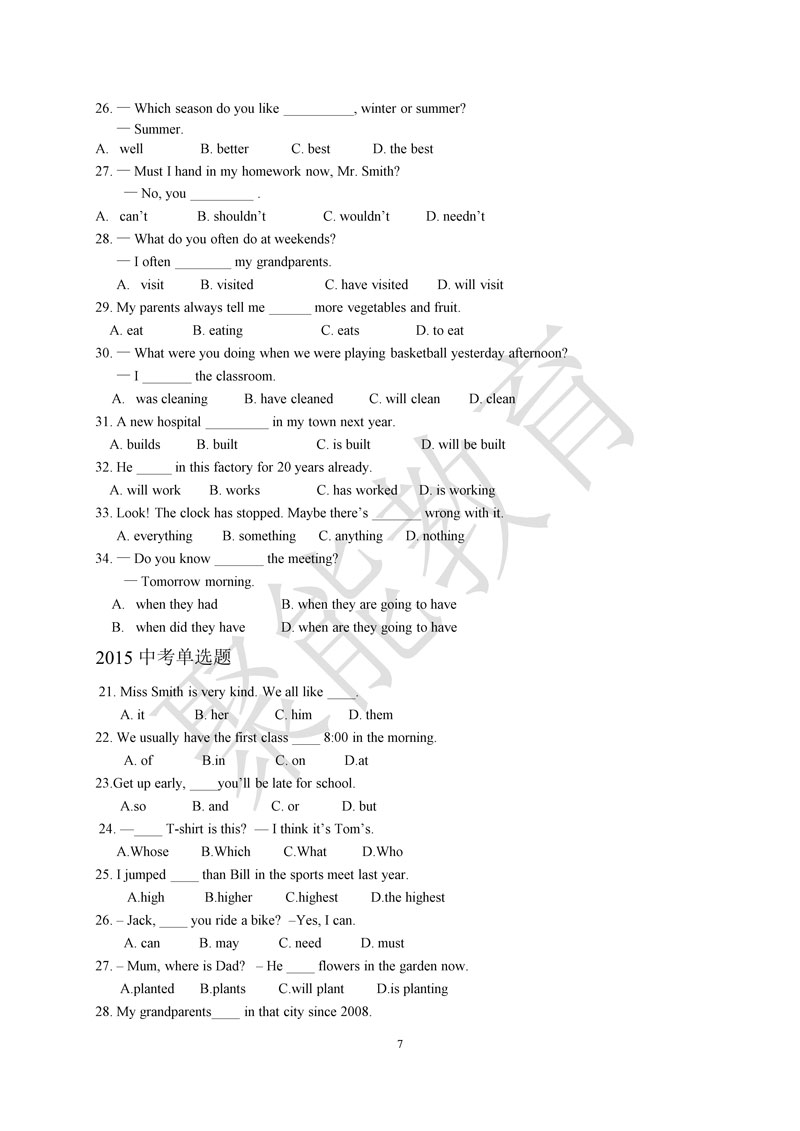 26. — Which season do you like __________, winter or summer?
— Summer.
A. well B. better C. best D. the best
27. — Must I hand in my homework now, Mr. Smith?
— No, you _________ .
A. can’t B. shouldn’t C. wouldn’t D. needn’t
28. — What do you often do at weekends?
— I often ________ my grandparents.
A. visit B. visited C. have visited D. will visit
29. My parents always tell me ______ more vegetables and fruit.
A. eat B. eating C. eats D. to eat
30. — What were you doing when we were playing basketball yesterday afternoon?
— I _______ the classroom.
A. was cleaning B. have cleaned C. will clean D. clean
31. A new hospital _________ in my town next year.
A. builds B. built C. is built D. will be built
32. He _____ in this factory for 20 years already.
A. will work B. works C. has worked D. is working
33. Look! The clock has stopped. Maybe there’s _______ wrong with it.
A. everything B. something C. anything D. nothing
34. — Do you know _______ the meeting?
— Tomorrow morning.
A. when they had B. when they are going to have
B. when did they have D. when are they going to have
2015 中考单选题
21. Miss Smith is very kind. We all like ____.
A. it B. her C. him D. them
22. We usually have the first class ____ 8:00 in the morning.
A. of B.in C. on D.at
23.Get up early, ____you’ll be late for school.
A.so B. and C. or D. but
24. —____ T-shirt is this? — I think it’s Tom’s.
A.Whose B.Which C.What D.Who
25. I jumped ____ than Bill in the sports meet last year.
A.high B.higher C.highest D.the highest
26. – Jack, ____ you ride a bike? –Yes, I can.
A. can B. may C. need D. must
27. – Mum, where is Dad? – He ____ flowers in the garden now.
A.planted B.plants C.will plant D.is planting
28. My grandparents____ in that city since 2008.
7
聚能教育